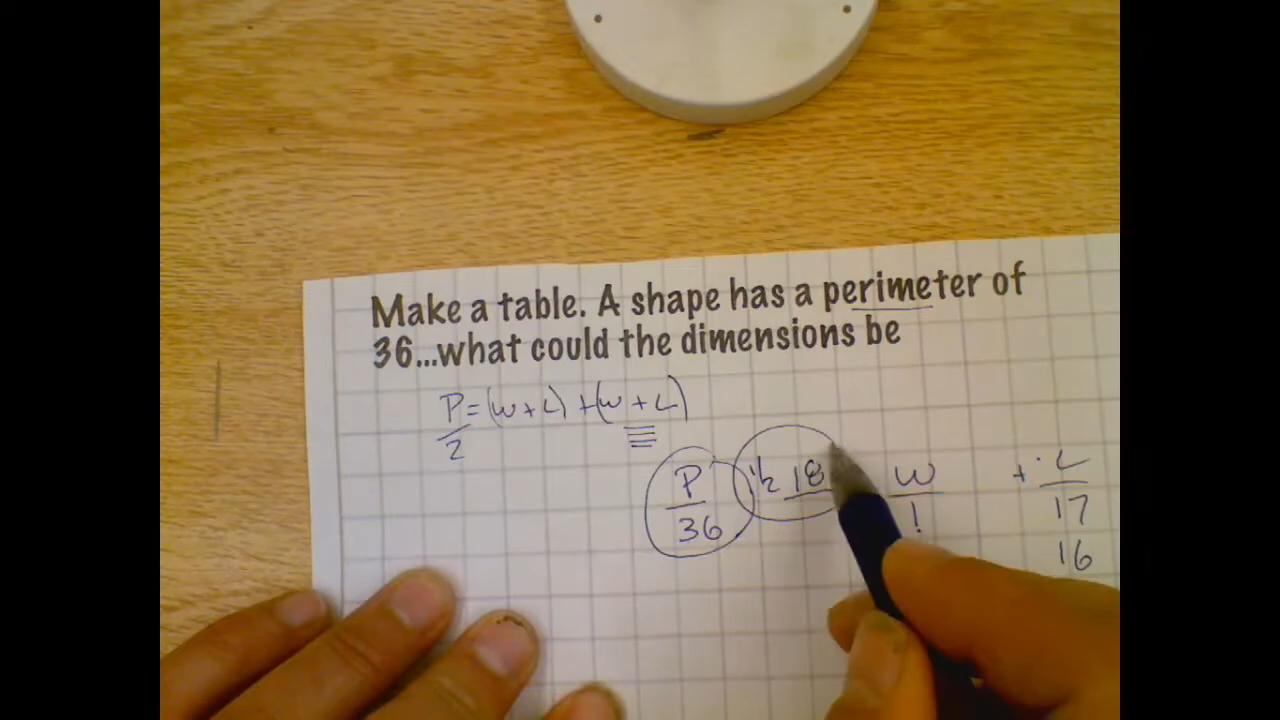 Make a table. A shape has a perimeter of
36...what could the dimensions be
P=(W+L)+(W+L)
2
P ½ 18 W + L
36 1 17
16